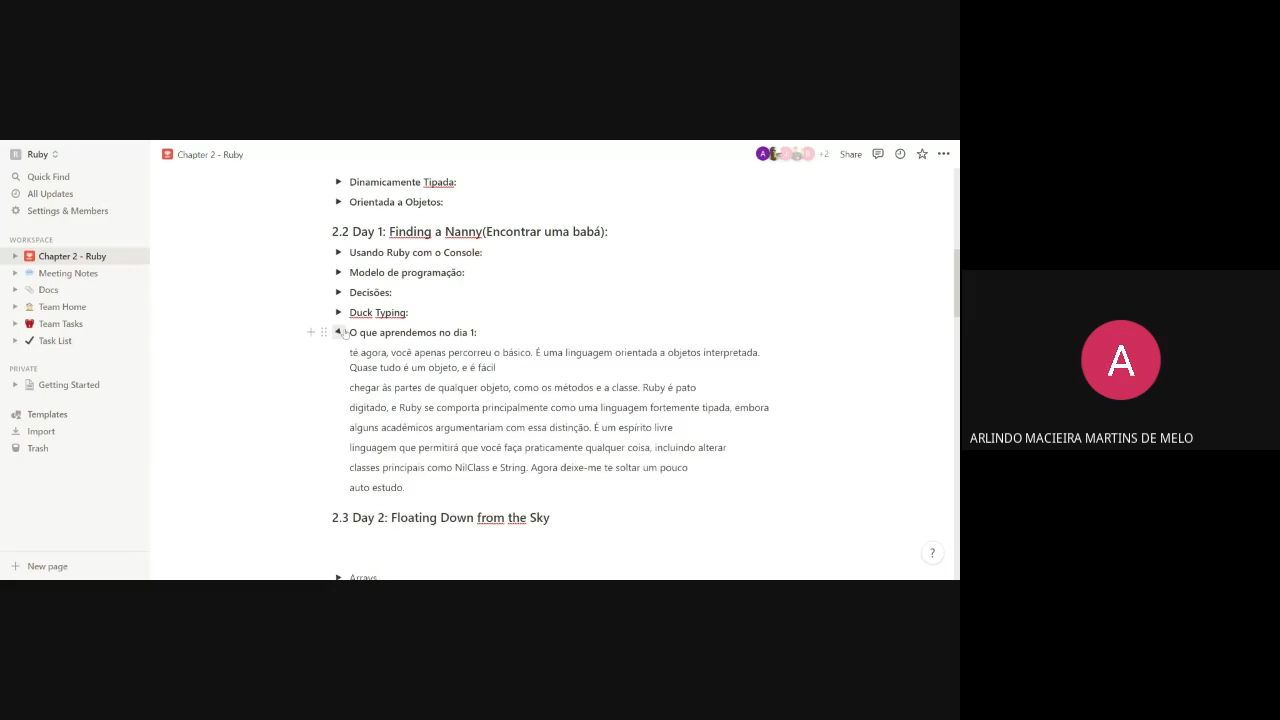 Ruby
Quick Find
All Updates
Settings & Members
WORKSPACE
Chapter 2 - Ruby
Meeting Notes
Docs
Team Home
Team Tasks
Task List
PRIVATE
Getting Started
Templates
Import
Trash
New page
Chapter 2 - Ruby
A
+2
Share
Dinamicamente Tipada:
Orientada a Objetos:
2.2 Day 1: Finding a Nanny(Encontrar uma babá):
Usando Ruby com o Console:
Modelo de programação:
Decisões:
Duck Typing:
O que aprendemos no dia 1:
té agora, você apenas percorreu o básico. É uma linguagem orientada a objetos interpretada.
Quase tudo é um objeto, e é fácil
chegar às partes de qualquer objeto, como os métodos e a classe. Ruby é pato
digitado, e Ruby se comporta principalmente como uma linguagem fortemente tipada, embora
alguns acadêmicos argumentariam com essa distinção. É um espírito livre
linguagem que permitirá que você faça praticamente qualquer coisa, incluindo alterar
classes principais como NilClass e String. Agora deixe-me te soltar um pouco
auto estudo.
2.3 Day 2: Floating Down from the Sky
Arrays
?
A
ARLINDO MACIEIRA MARTINS DE MELO